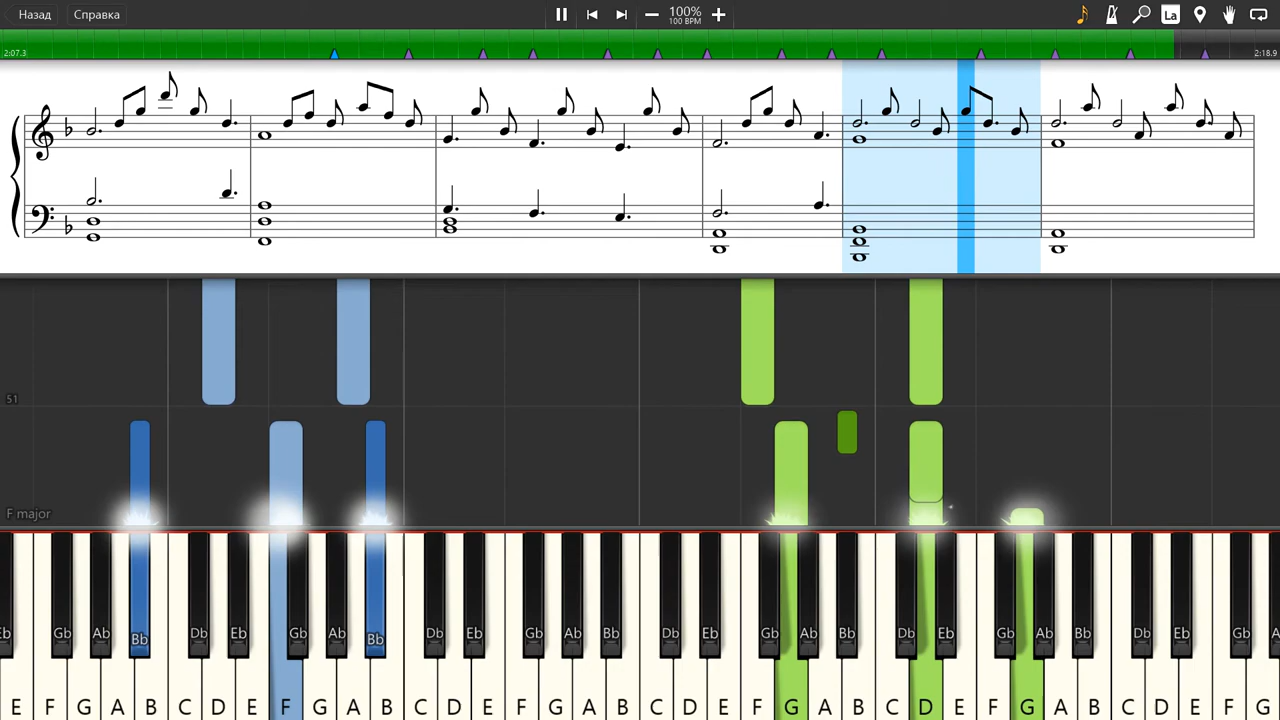 Назад Справка 100% La
100 BPM
2:07.3 2:18.9
51
F major
Gb Ab Bb Db Eb Gb Ab Bb Db Eb Gb Ab Bb Db Eb Gb Ab Bb Db Eb Gb Ab Bb Db Eb Gb
E F G A B C D E F G A B C D E F G A B C D E F G A B C D E F G A B C D E F G